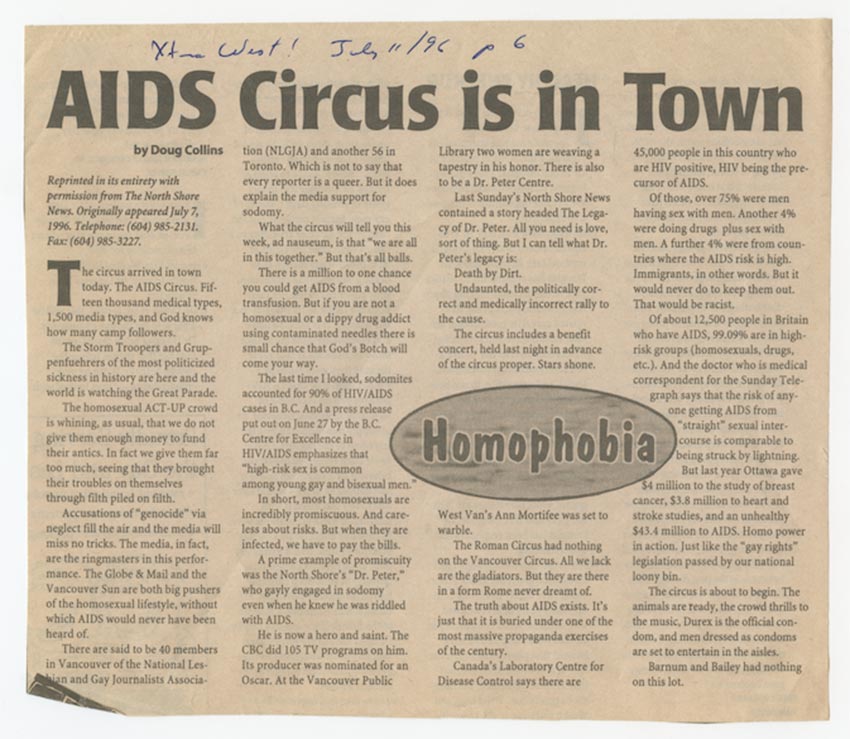 Xtra West! July 11/96 p 6
AIDS Circus is in Town
by Doug Collins
Reprinted in its entirety with
permission from The North Shore
News. Originally appeared July 7,
1996. Telephone: (604) 985-2131.
Fax: (604) 985-3227.
The circus arrived in town
today. The AIDS Circus. Fif-
teen thousand medical types,
1,500 media types, and God knows
how many camp followers.
The Storm Troopers and Grup-
penfuehrers of the most politicized
sickness in history are here and the
world is watching the Great Parade.
The homosexual ACT-UP crowd
is whining, as usual, that we do not
give them enough money to fund
their antics. In fact we give them far
too much, seeing that they brought
their troubles on themselves
through filth piled on filth.
Accusations of "genocide" via
neglect fill the air and the media will
miss no tricks. The media, in fact,
are the ringmasters in this perfor-
mance. The Globe & Mail and the
Vancouver Sun are both big pushers
of the homosexual lifestyle, without
which AIDS would never have been
heard of.
There are said to be 40 members
in Vancouver of the National Les-
bian and Gay Journalists Associa-
tion (NLGJA) and another 56 in
Toronto. Which is not to say that
every reporter is a queer. But it does
explain the media support for
sodomy.
What the circus will tell you this
week, ad nauseum, is that "we are all
in this together." But that's all balls.
There is a million to one chance
you could get AIDS from a blood
transfusion. But if you are not a
homosexual or a dippy drug addict
using contaminated needles there is
small chance that God's Botch will
come your way.
The last time I looked, sodomites
accounted for 90% of HIV/AIDS
cases in B.C. And a press release
put out on June 27 by the B.C.
Centre for Excellence in
HIV/AIDS emphasizes that
"high-risk sex is common
among young gay and bisexual men."
In short, most homosexuals are
incredibly promiscuous. And care-
less about risks. But when they are
infected, we have to pay the bills.
A prime example of promiscuity
was the North Shore's "Dr. Peter,"
who gayly engaged in sodomy
even when he knew he was riddled
with AIDS.
He is now a hero and saint. The
CBC did 105 TV programs on him.
Its producer was nominated for an
Oscar. At the Vancouver Public
Library two women are weaving a
tapestry in his honor. There is also
to be a Dr. Peter Centre.
Last Sunday's North Shore News
contained a story headed The Lega-
cy of Dr. Peter. All you need is love,
sort of thing. But I can tell what Dr.
Peter's legacy is:
Death by Dirt.
Undaunted, the politically cor-
rect and medically incorrect rally to
the cause.
The circus includes a benefit
concert, held last night in advance
of the circus proper. Stars shone.
Homophobia
West Van's Ann Mortifee was set to
warble.
The Roman Circus had nothing
on the Vancouver Circus. All we lack
are the gladiators. But they are there
in a form Rome never dreamt of.
The truth about AIDS exists. It's
just that it is buried under one of the
most massive propaganda exercises
of the century.
Canada's Laboratory Centre for
Disease Control says there are
45,000 people in this country who
are HIV positive, HIV being the pre-
cursor of AIDS.
Of those, over 75% were men
having sex with men. Another 4%
were doing drugs plus sex with
men. A further 4% were from coun-
tries where the AIDS risk is high.
Immigrants, in other words. But it
would never do to keep them out.
That would be racist.
Of about 12,500 people in Britain
who have AIDS, 99.09% are in high-
risk groups (homosexuals, drugs,
etc.). And the doctor who is medical
correspondent for the Sunday Tele-
graph says that the risk of any-
one getting AIDS from
"straight" sexual inter-
course is comparable to
being struck by lightning.
But last year Ottawa gave
$4 million to the study of breast
cancer, $3.8 million to heart and
stroke studies, and an unhealthy
$43.4 million to AIDS. Homo power
in action. Just like the "gay rights"
legislation passed by our national
loony bin.
The circus is about to begin. The
animals are ready, the crowd thrills to
the music, Durex is the official con-
dom, and men dressed as condoms
are set to entertain in the aisles.
Barnum and Bailey had nothing
on this lot.